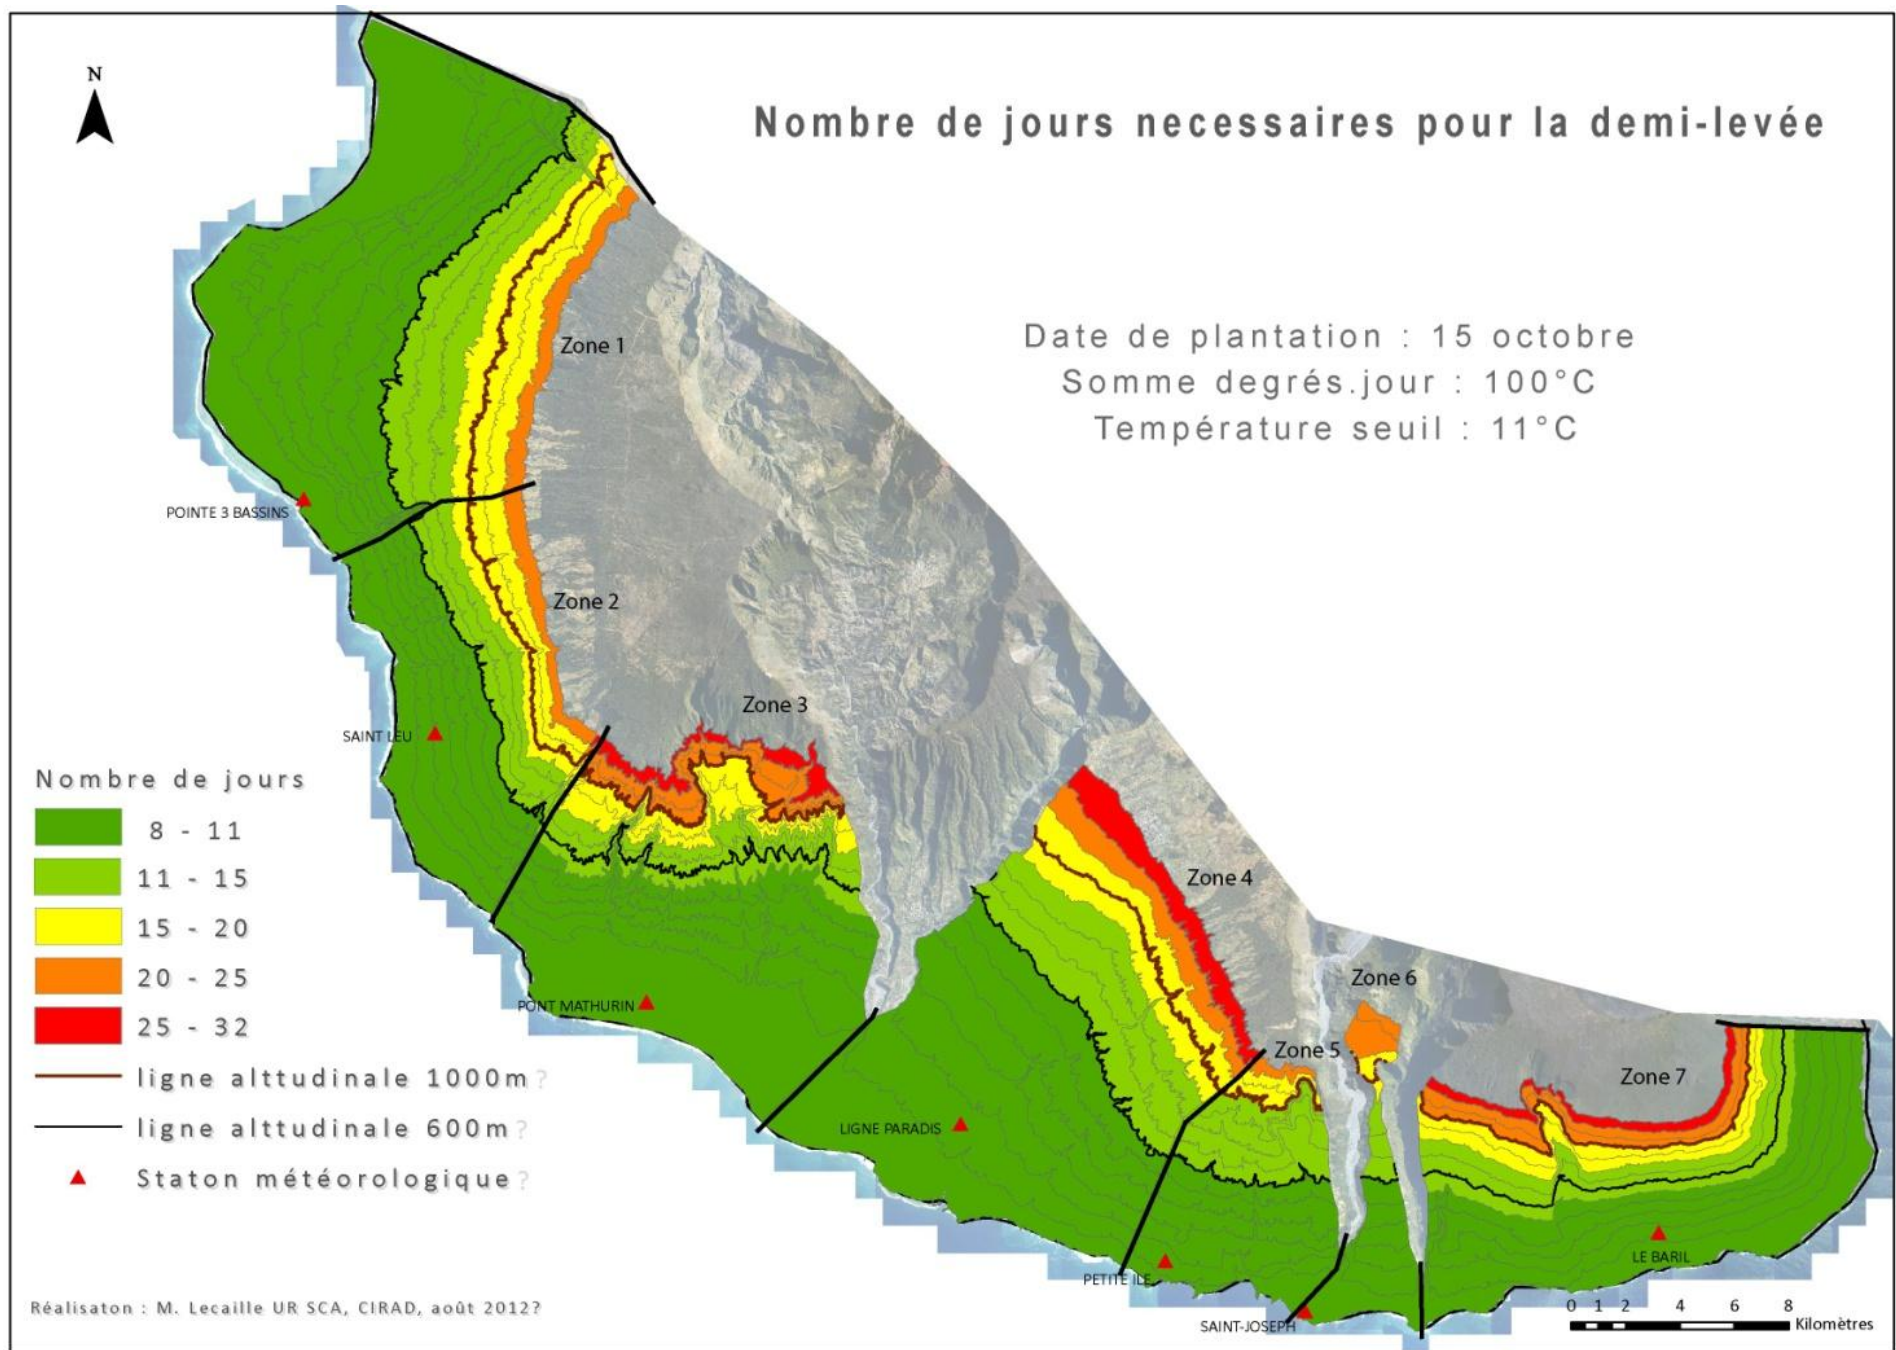 N
Nombre de jours necessaires pour la demi-levée
Date de plantation : 15 octobre
Somme degrés.jour : 100°C
Température seuil : 11°C
Zone 1
POINTE 3 BASSINS
Zone 2
Zone 3
SAINT LEU
Nombre de jours
8 - 11
11 - 15
15 - 20
20 - 25
25 - 32
ligne alttudinale 1000m ?
ligne alttudinale 600m ?
Staton météorologique ?
Zone 4
Zone 6
PONT MATHURIN
Zone 5
Zone 7
LIGNE PARADIS
PETITE ILE
LE BARIL
SAINT-JOSEPH
0 1 2 4 6 8
Kilomètres
Réalisaton : M. Lecaille UR SCA, CIRAD, août 2012?